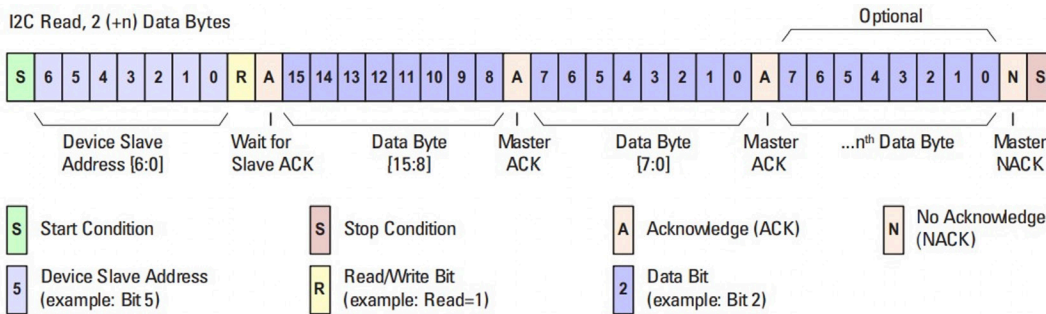 I2C Read, 2 (+n) Data Bytes
Optional
S 6 5 4 3 2 1 0 R A 15 14 13 12 11 10 9 8 A 7 6 5 4 3 2 1 0 A 7 6 5 4 3 2 1 0 N S
Device Slave Wait for Data Byte Master Data Byte Master ...nth Data Byte Master
Address [6:0] Slave ACK [15:8] ACK [7:0] ACK NACK
S Start Condition S Stop Condition A Acknowledge (ACK) N No Acknowledge
(NACK)
5 Device Slave Address R Read/Write Bit 2 Data Bit
(example: Bit 5) (example: Read=1) (example: Bit 2)